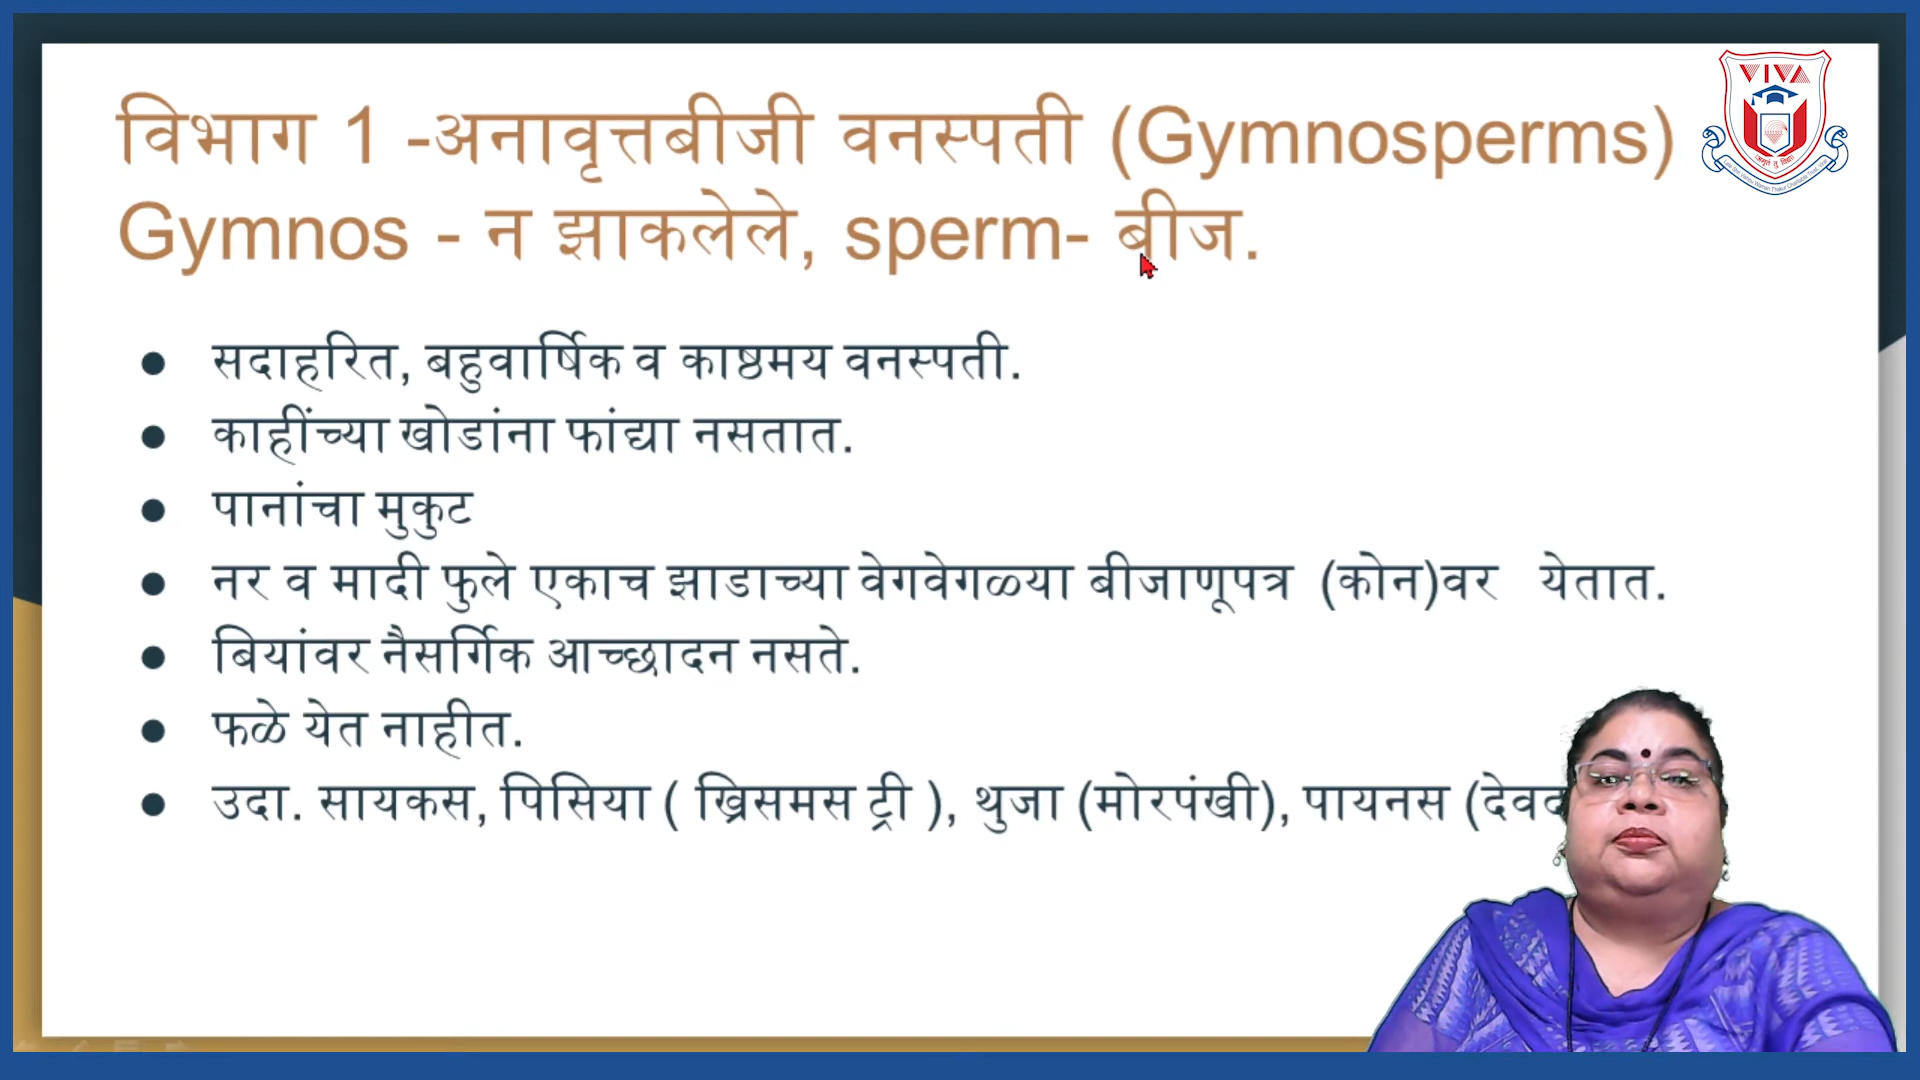 विभाग 1 -अनावृत्तबीजी वनस्पती (Gymnosperms)
Gymnos - न झाकलेले, sperm- बीज.
VIVA
● सदाहरित, बहुवार्षिक व काष्ठमय वनस्पती.
● काहींच्या खोडांना फांद्या नसतात.
● पानांचा मुकुट
● नर व मादी फुले एकाच झाडाच्या वेगवेगळ्या बीजाणूपत्र (कोन)वर येतात.
● बियांवर नैसर्गिक आच्छादन नसते.
● फळे येत नाहीत.
● उदा. सायकस, पिसिया ( ख्रिसमस ट्री ), थुजा (मोरपंखी), पायनस